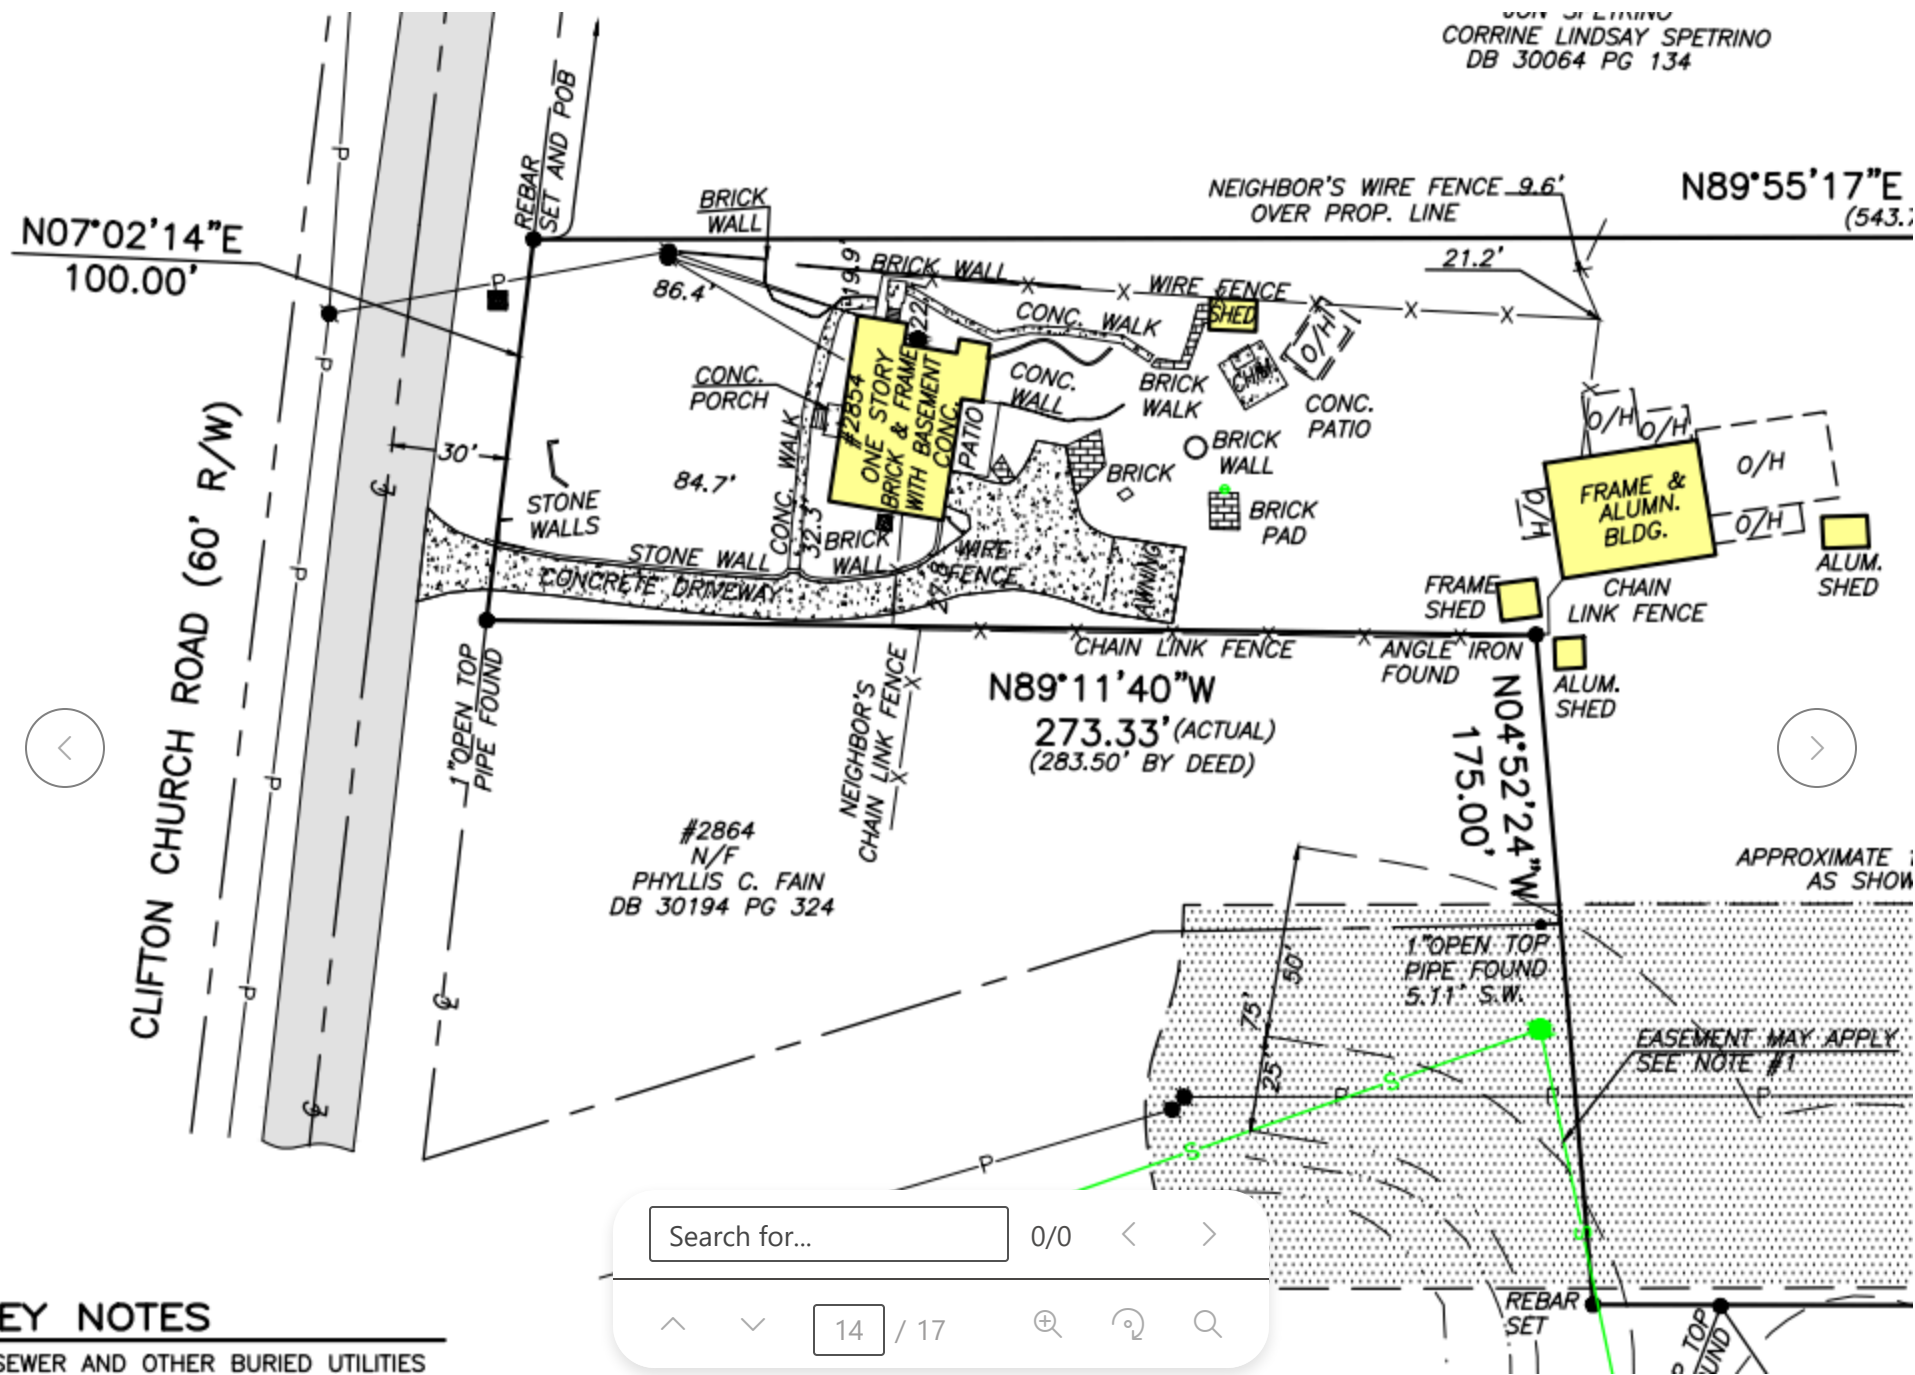 CORRINE LINDSAY SPETRINO
DB 30064 PG 134
N07°02'14"E
100.00'
REBAR
SET AND POB
BRICK
WALL
NEIGHBOR'S WIRE FENCE 9.6'
OVER PROP. LINE
N89°55'17"E
21.2'
P
P
86.4'
19.9'
BRICK WALL
X
X
X
WIRE FENCE
X
X
X
SHED
22.
CONC. WALK
O/H
CONC.
PORCH
#2854
ONE STORY
BRICK & FRAME
WITH BASEMENT
CONC.
PATIO
CONC.
WALL
BRICK
WALK
CHIM
CONC.
PATIO
X
O/H
O/H
O/H
O/H
O/H
FRAME &
ALUMN.
BLDG.
ALUM.
SHED
30'
STONE
WALLS
84.7'
CONC. WALK
32.3'
BRICK
WALL
BRICK
BRICK
WALL
BRICK
PAD
STONE WALL
CONCRETE DRIVEWAY
WIRE
FENCE
27.8'
AWNING
FRAME
SHED
CHAIN
LINK FENCE
P
P
P
P
P
CLIFTON CHURCH ROAD (60' R/W)
1"OPEN TOP
PIPE FOUND
X
X
X
X
X
X
CHAIN LINK FENCE
ANGLE IRON
FOUND
ALUM.
SHED
N89°11'40"W
273.33' (ACTUAL)
(283.50' BY DEED)
NEIGHBOR'S
CHAIN LINK FENCE
X
X
N04°52'24"W
175.00'
#2864
N/F
PHYLLIS C. FAIN
DB 30194 PG 324
APPROXIMATE
1"OPEN TOP
PIPE FOUND
5.11' S.W.
50'
75'
25'
EASEMENT MAY APPLY
SEE NOTE #1
S
S
S
P
P
P
P
REBAR
SET
EY NOTES
SEWER AND OTHER BURIED UTILITIES
Search for...
0/0
14 / 17